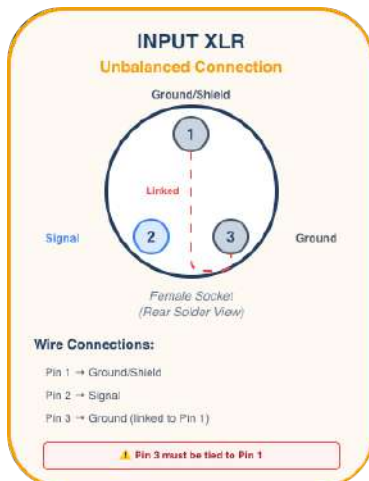 INPUT XLR
Unbalanced Connection
Ground/Shield
1
Linked
Signal
2
3
Ground
Female Socket
(Rear Solder View)
Wire Connections:
Pin 1 → Ground/Shield
Pin 2 → Signal
Pin 3 → Ground (linked to Pin 1)
⚠ Pin 3 must be tied to Pin 1